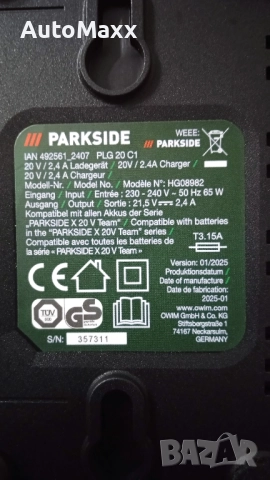 AutoMaxx
/// PARKSIDE
WEEE:
IAN 492561_2407 PLG 20 C1
20 V / 2,4 A Ladegerät / 20V / 2.4A Charger /
20 V / 2,4 A Chargeur /
Model-Nr. / Model No. / Modèle N°: HG08982
Eingang / Input / Entrée : 230 - 240 V ~ 50 Hz 65 W
Ausgang / Output / Sortie : 21,5 V ⎓ 2,4 A
Kompatibel mit allen Akkus der Serie
„PARKSIDE X 20 V Team“ / Compatible with batteries
in the “PARKSIDE X 20V Team” series /
Compatible avec toutes les batteries de
la série « PARKSIDE X 20 V Team »
T3.15A
Version: 01/2025
Produktionsdatum /
Date of manufacture /
Date de fabrication:
2025-01
www.owim.com
OWIM GmbH & Co. KG
Stiftsbergstraße 1
74167 Neckarsulm,
GERMANY
CE
TÜV
GS
S/N: 357311
bazar